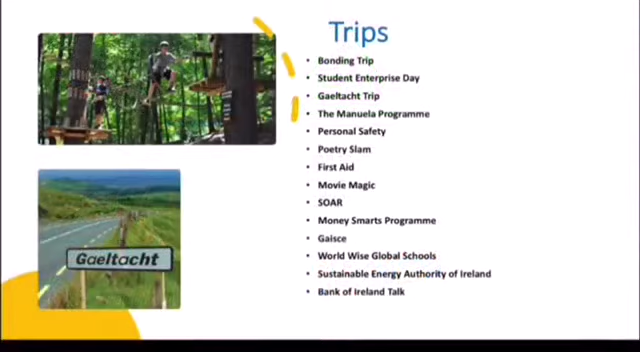 Trips
Bonding Trip
Student Enterprise Day
Gaeltacht Trip
The Manuela Programme
Personal Safety
Poetry Slam
First Aid
Movie Magic
SOAR
Money Smarts Programme
Gaisce
World Wise Global Schools
Sustainable Energy Authority of Ireland
Bank of Ireland Talk
Gaeltacht